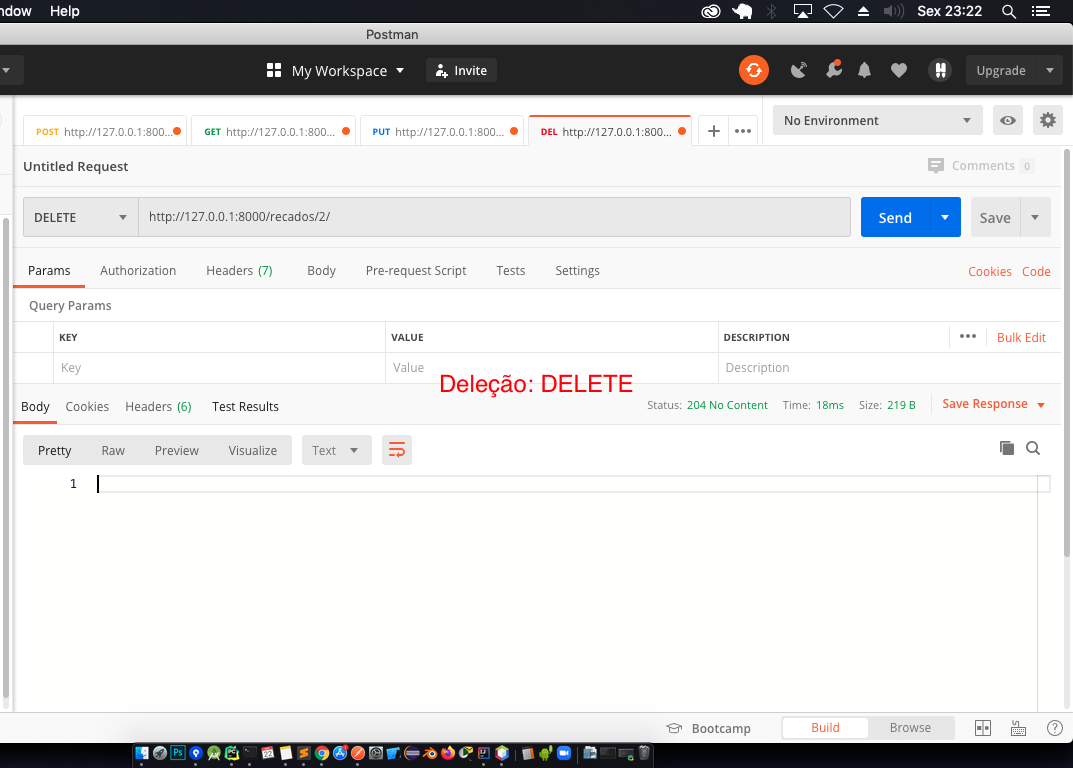 ndow Help Sex 23:22
Postman
My Workspace Invite Upgrade
POST http://127.0.0.1:800... GET http://127.0.0.1:800... PUT http://127.0.0.1:800... DEL http://127.0.0.1:800... No Environment
Untitled Request Comments 0
DELETE http://127.0.0.1:8000/recados/2/ Send Save
Params Authorization Headers (7) Body Pre-request Script Tests Settings Cookies Code
Query Params
KEY VALUE DESCRIPTION Bulk Edit
Key Value Description
Deleção: DELETE
Body Cookies Headers (6) Test Results Status: 204 No Content Time: 18ms Size: 219 B Save Response
Pretty Raw Preview Visualize Text
1
Bootcamp Build Browse